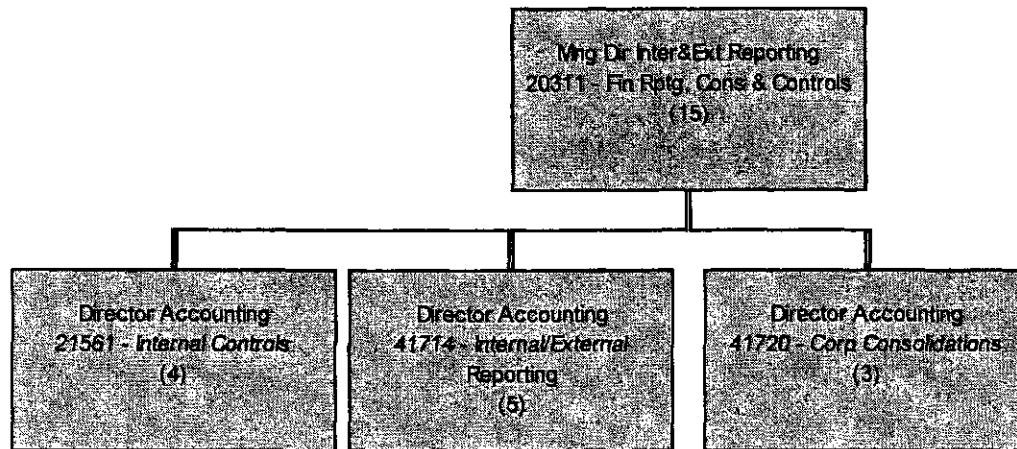 Mng Dir Inter&Ext Reporting
20311 - Fin Rptg, Cons & Controls
(15)
Director Accounting
21561 - Internal Controls
(4)
Director Accounting
41714 - Internal/External
Reporting
(5)
Director Accounting
41720 - Corp Consolidations
(3)